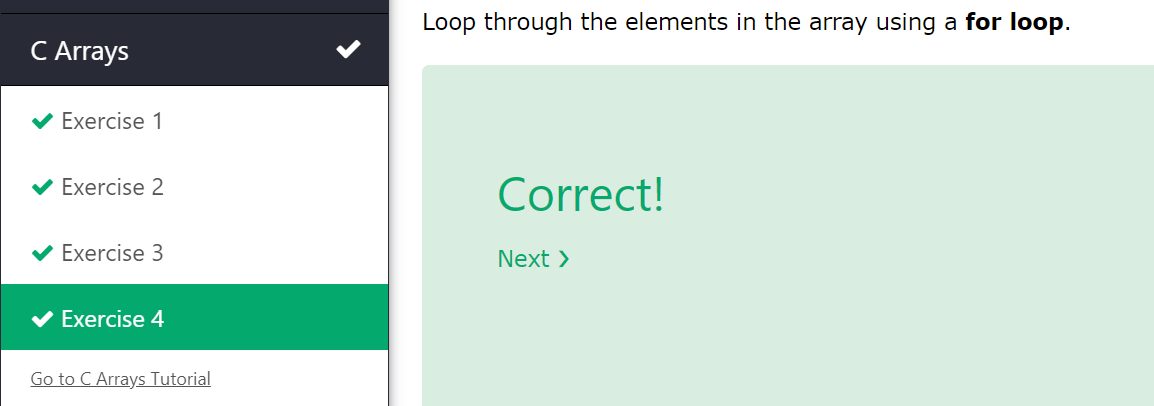 C Arrays
Exercise 1
Exercise 2
Exercise 3
Exercise 4
Go to C Arrays Tutorial
Loop through the elements in the array using a for loop.
Correct!
Next ❯